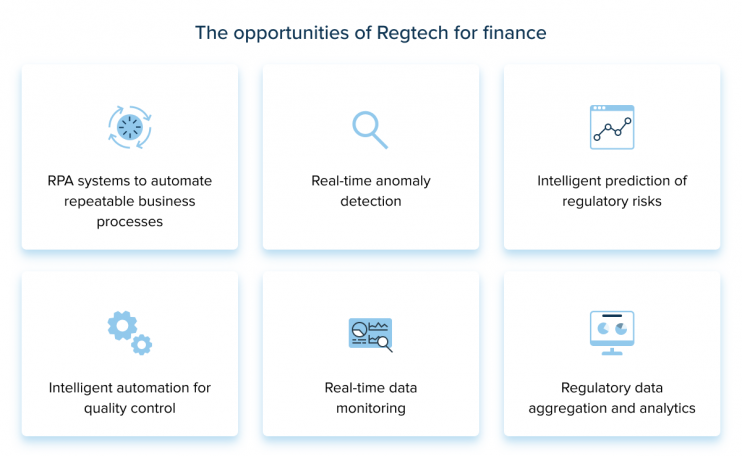 The opportunities of Regtech for finance
RPA systems to automate
repeatable business
processes
Real-time anomaly
detection
Intelligent prediction of
regulatory risks
Intelligent automation for
quality control
Real-time data
monitoring
Regulatory data
aggregation and analytics